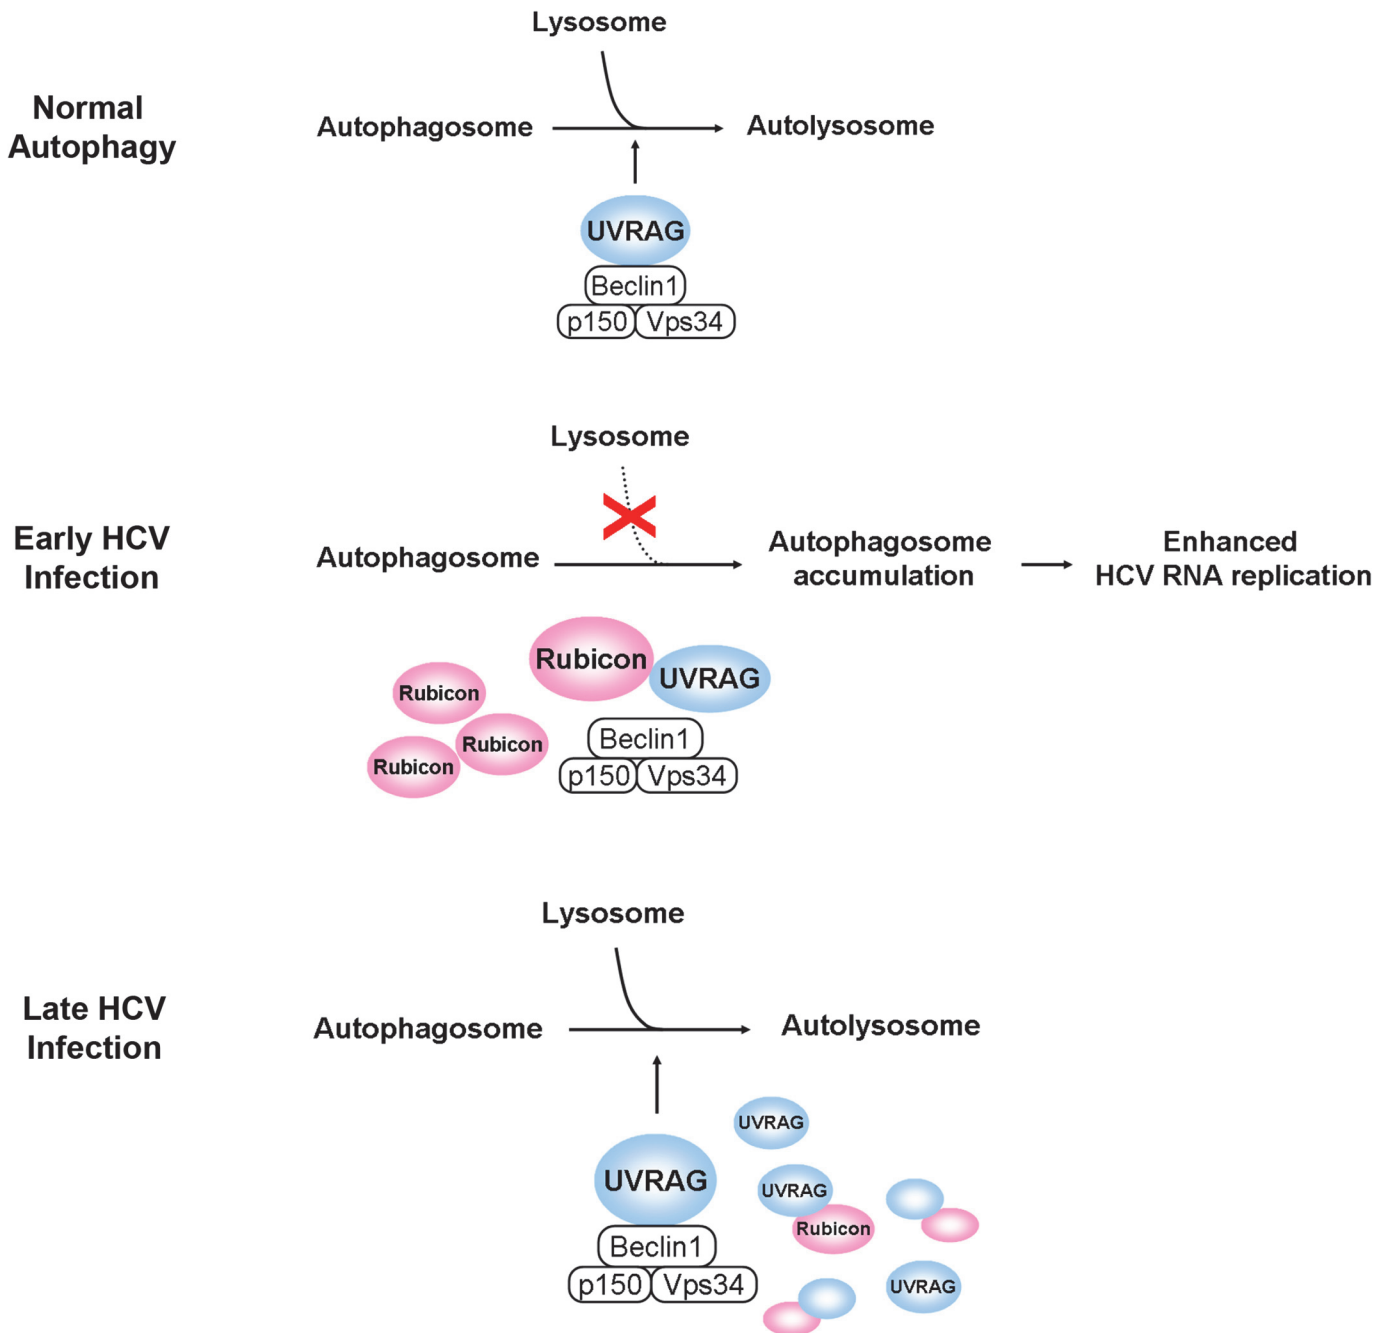 Lysosome
Normal
Autophagy
Autophagosome
Autolysosome
UVRAG
Beclin1
p150
Vps34
Lysosome
Early HCV
Infection
Autophagosome
Autophagosome
accumulation
Enhanced
HCV RNA replication
Rubicon
UVRAG
Rubicon
Rubicon
Rubicon
Beclin1
p150
Vps34
Lysosome
Late HCV
Infection
Autophagosome
Autolysosome
UVRAG
UVRAG
UVRAG
Rubicon
Beclin1
p150
Vps34
UVRAG